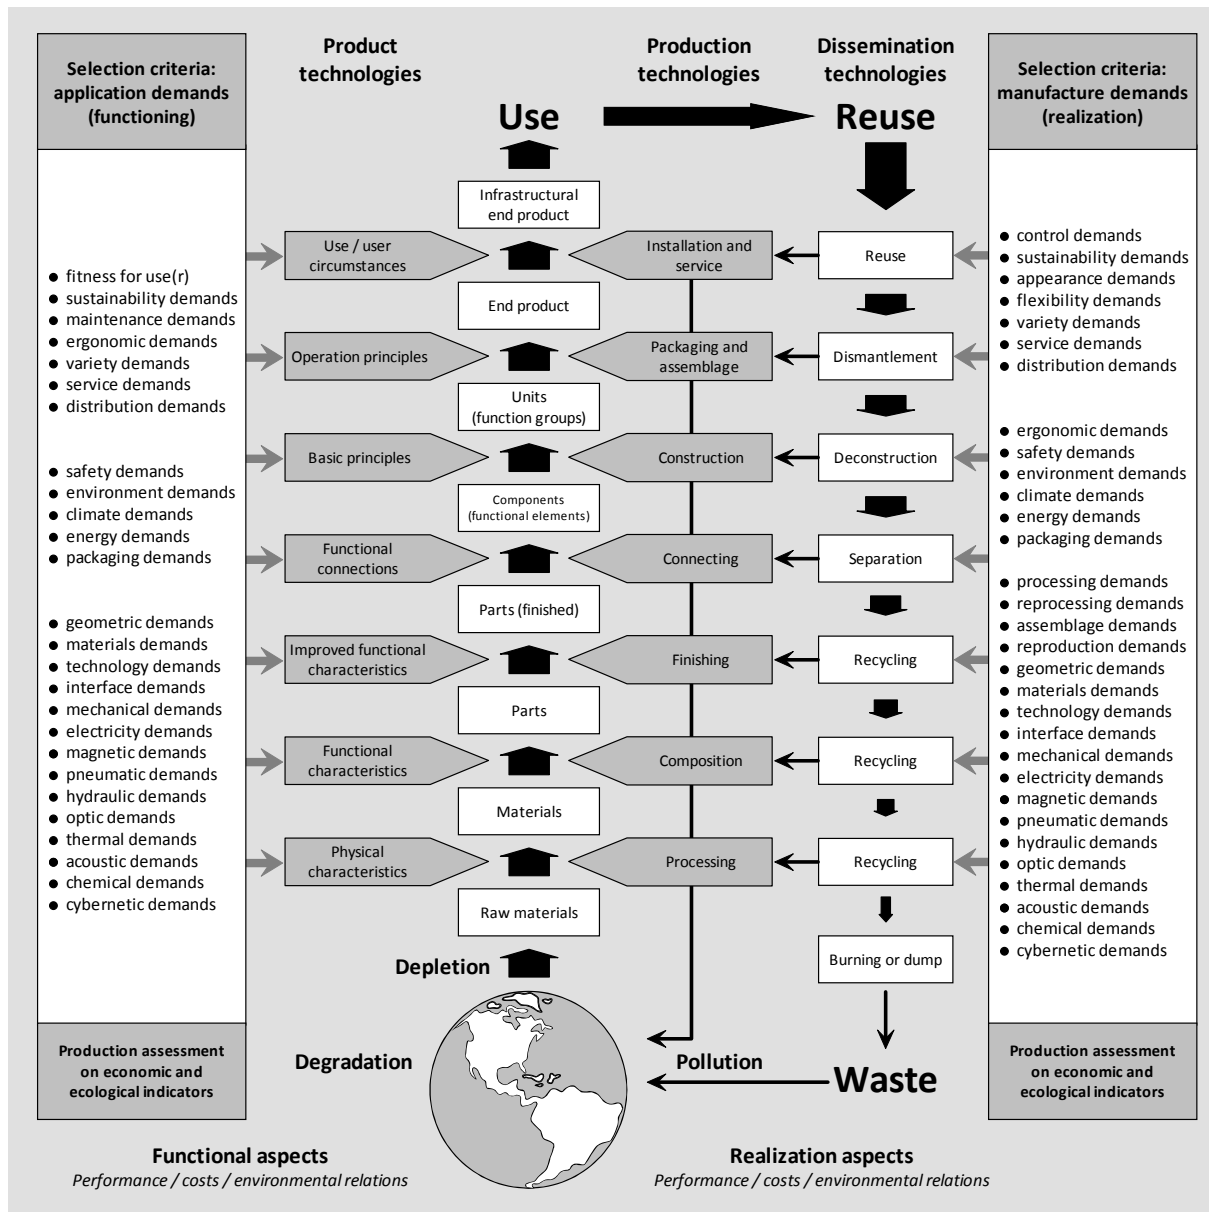 Selection criteria:
application demands
(functioning)
● fitness for use(r)
● sustainability demands
● maintenance demands
● ergonomic demands
● variety demands
● service demands
● distribution demands
● safety demands
● environment demands
● climate demands
● energy demands
● packaging demands
● geometric demands
● materials demands
● technology demands
● interface demands
● mechanical demands
● electricity demands
● magnetic demands
● pneumatic demands
● hydraulic demands
● optic demands
● thermal demands
● acoustic demands
● chemical demands
● cybernetic demands
Production assessment
on economic and
ecological indicators
Product
technologies
Use / user
circumstances
Operation principles
Basic principles
Functional
connections
Improved functional
characteristics
Functional
characteristics
Physical
characteristics
Use
Infrastructural
end product
End product
Units
(function groups)
Components
(functional elements)
Parts (finished)
Parts
Materials
Raw materials
Depletion
Degradation
Production
technologies
Installation and
service
Packaging and
assemblage
Construction
Connecting
Finishing
Composition
Processing
Pollution
Dissemination
technologies
Reuse
Reuse
Dismantlement
Deconstruction
Separation
Recycling
Recycling
Recycling
Burning or dump
Waste
Selection criteria:
manufacture demands
(realization)
● control demands
● sustainability demands
● appearance demands
● flexibility demands
● variety demands
● service demands
● distribution demands
● ergonomic demands
● safety demands
● environment demands
● climate demands
● energy demands
● packaging demands
● processing demands
● reprocessing demands
● assemblage demands
● reproduction demands
● geometric demands
● materials demands
● technology demands
● interface demands
● mechanical demands
● electricity demands
● magnetic demands
● pneumatic demands
● hydraulic demands
● optic demands
● thermal demands
● acoustic demands
● chemical demands
● cybernetic demands
Production assessment
on economic and
ecological indicators
Functional aspects
Performance / costs / environmental relations
Realization aspects
Performance / costs / environmental relations